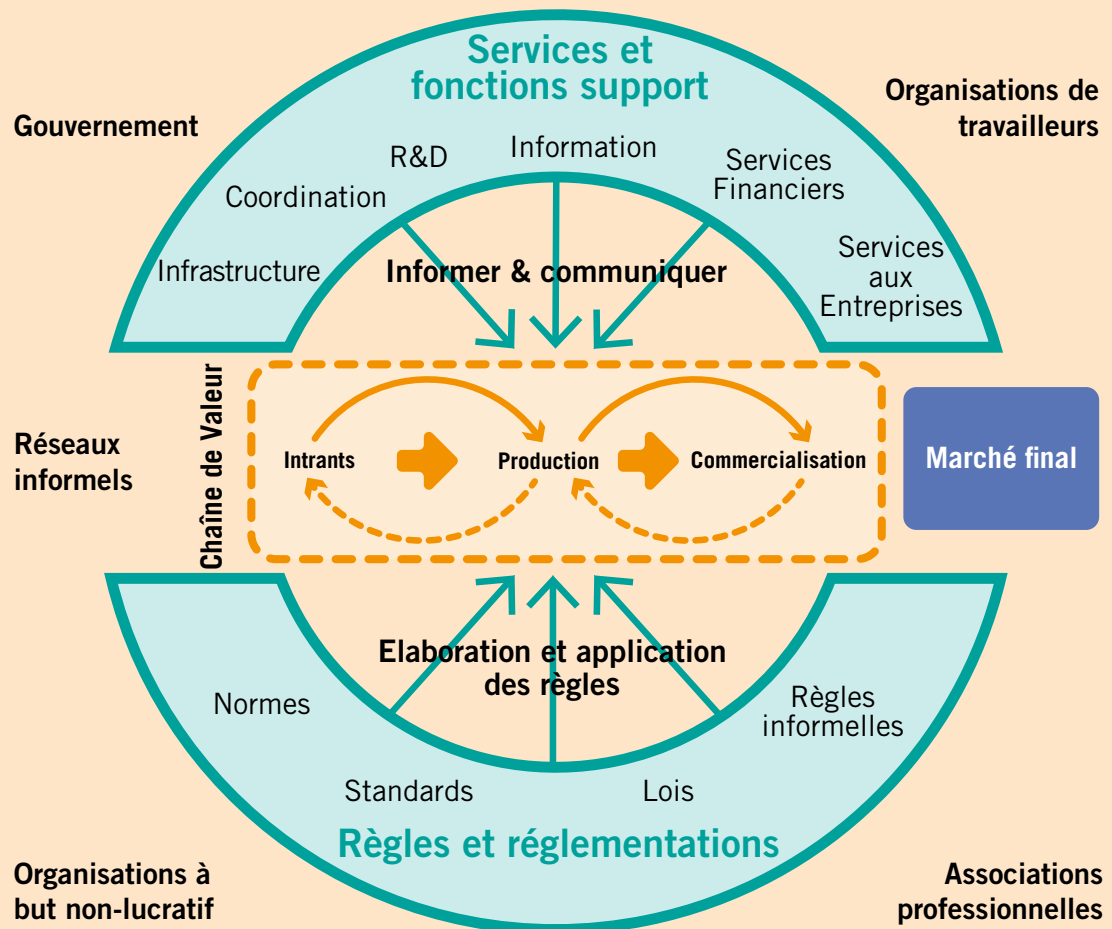 Services et
fonctions support
Gouvernement
Organisations de
travailleurs
Infrastructure
Coordination
R&D
Information
Services
Financiers
Services
aux
Entreprises
Informer & communiquer
Réseaux
informels
Chaîne de Valeur
Intrants
Production
Commercialisation
Marché final
Elaboration et application
des règles
Normes
Standards
Lois
Règles
informelles
Règles et réglementations
Organisations à
but non-lucratif
Associations
professionnelles